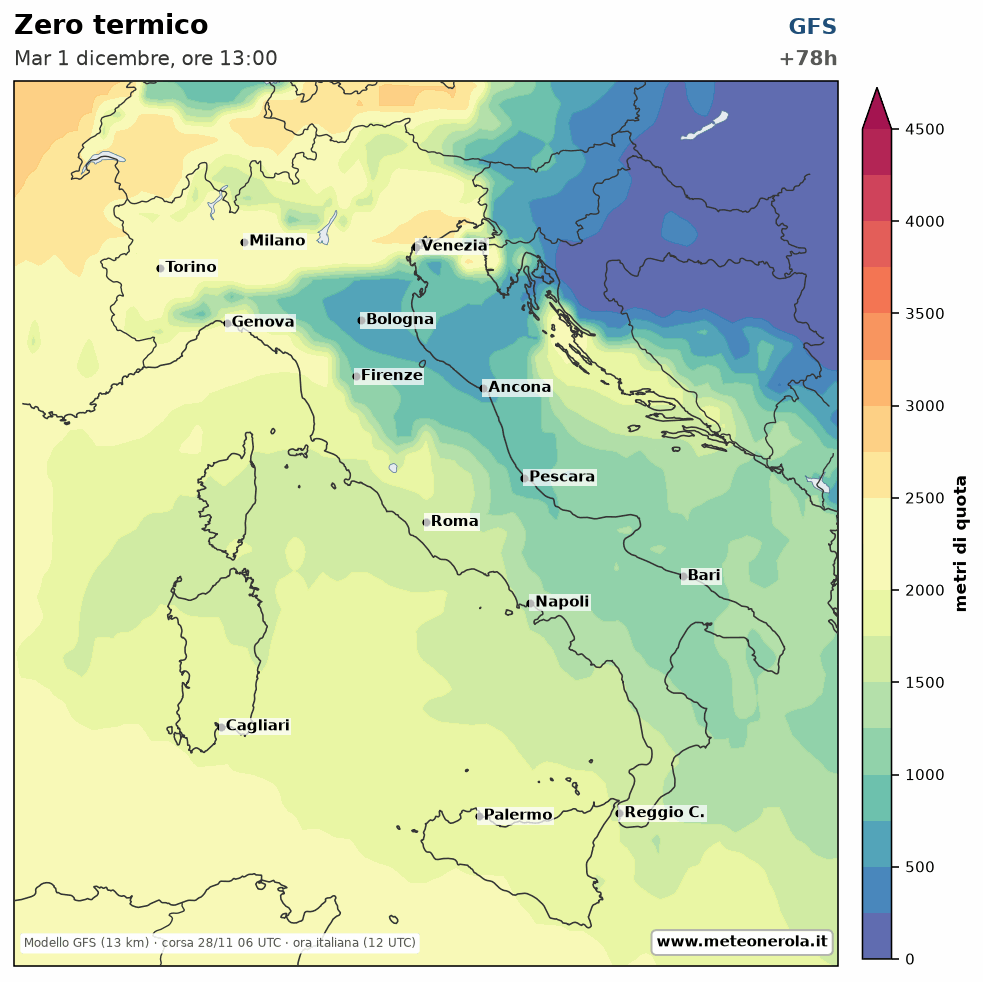 Zero termico
GFS
Mar 1 dicembre, ore 13:00
+78h
4500
4000
3500
3000
2500
2000
1500
1000
500
0
metri di quota
Milano
Venezia
Torino
Genova
Bologna
Firenze
Ancona
Pescara
Roma
Bari
Napoli
Cagliari
Palermo
Reggio C.
Modello GFS (13 km) · corsa 28/11 06 UTC · ora italiana (12 UTC)
www.meteonerola.it